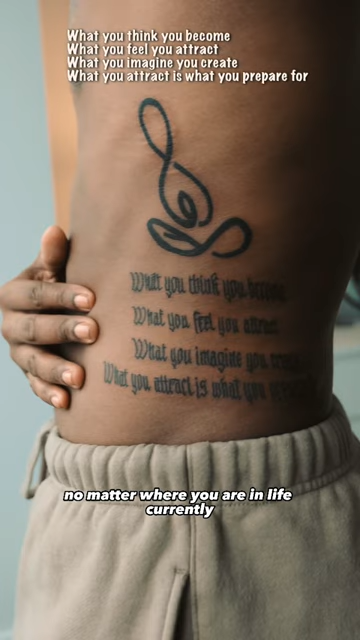 What you think you become
What you feel you attract
What you imagine you create
What you attract is what you prepare for
What you think you
What you feel you attract
What you imagine you
What you attract is what you
no matter where you are in life
currently